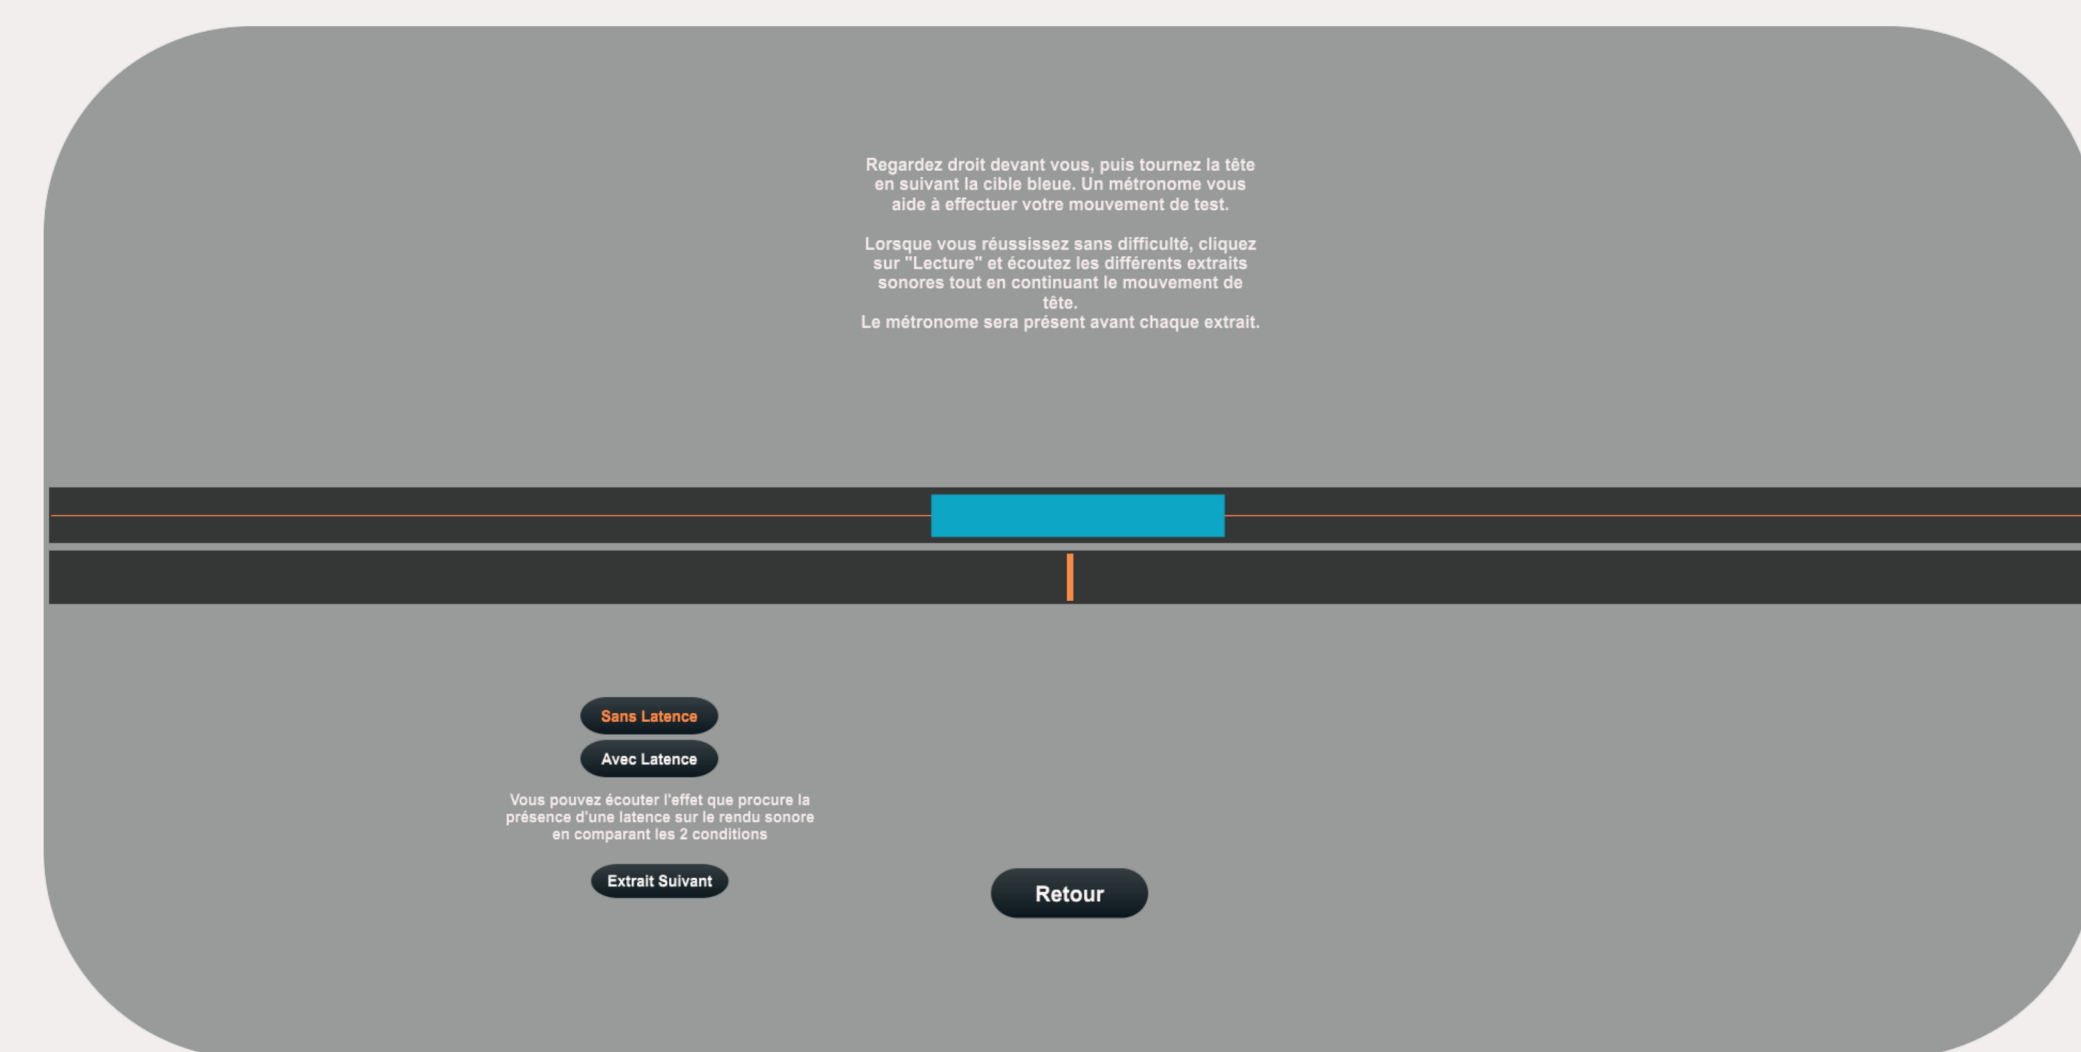 Regardez droit devant vous, puis tournez la tête
en suivant la cible bleue. Un métronome vous
aide à effectuer votre mouvement de test.
Lorsque vous réussissez sans difficulté, cliquez
sur "Lecture" et écoutez les différents extraits
sonores tout en continuant le mouvement de
tête.
Le métronome sera présent avant chaque extrait.
Sans Latence
Avec Latence
Vous pouvez écouter l'effet que procure la
présence d'une latence sur le rendu sonore
en comparant les 2 conditions
Extrait Suivant
Retour